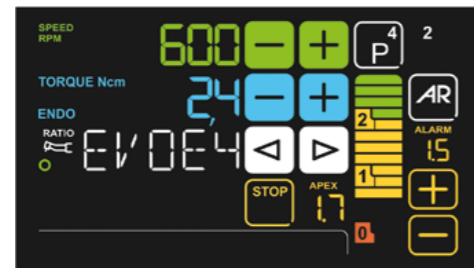 SPEED
RPM
600 − + P 4 2
TORQUE Ncm
2,4 − + AR
ENDO
RATIO
EVOE4
2
ALARM
1.5
STOP
APEX
1.7
1
+
0
−